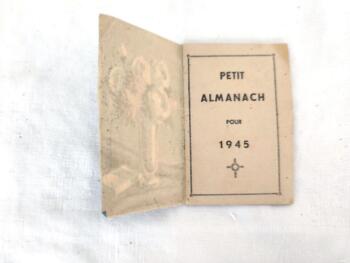 PETIT
ALMANACH
POUR
1945